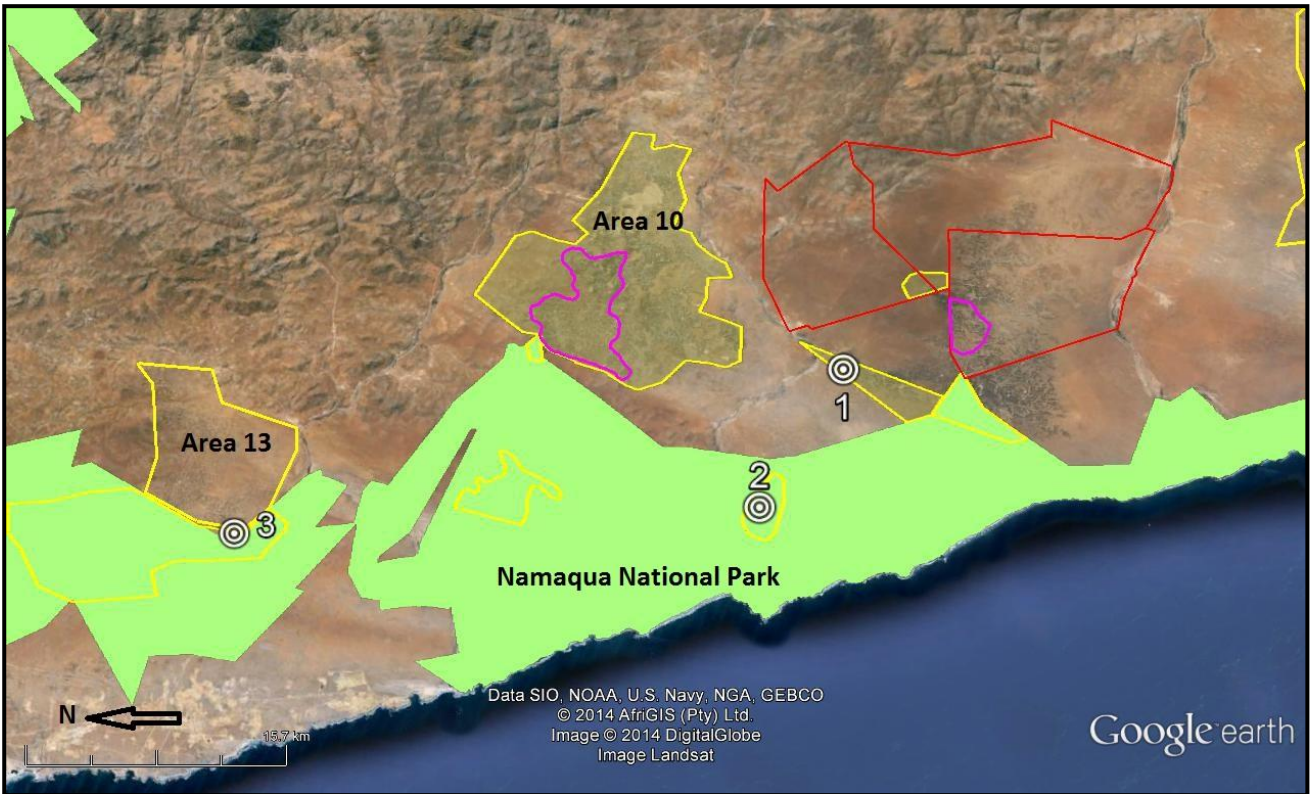 Area 10
1
Area 13
2
3
Namaqua National Park
N
15.7 km
Data SIO, NOAA, U.S. Navy, NGA, GEBCO
© 2014 AfriGIS (Pty) Ltd.
Image © 2014 DigitalGlobe
Image Landsat
Google earth